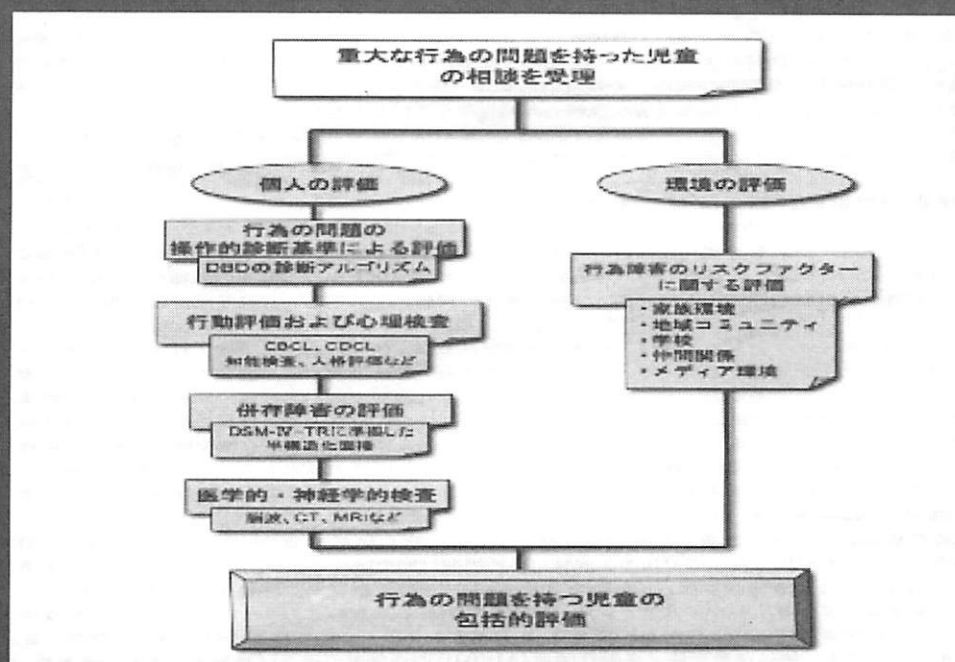 重大な行為の問題を持った児童
の相談を受理
個人の評価
行為の問題の
操作的診断基準による評価
DBDの診断アルゴリズム
行動評価および心理検査
CBCL、CDCL
知能検査、人格評価など
併存障害の評価
DSM-Ⅳ-TRに準拠した
半構造化面接
医学的・神経学的検査
脳波、CT、MRIなど
環境の評価
行為障害のリスクファクター
に関する評価
・家族環境
・地域コミュニティ
・学校
・仲間関係
・メディア環境
行為の問題を持つ児童の
包括的評価